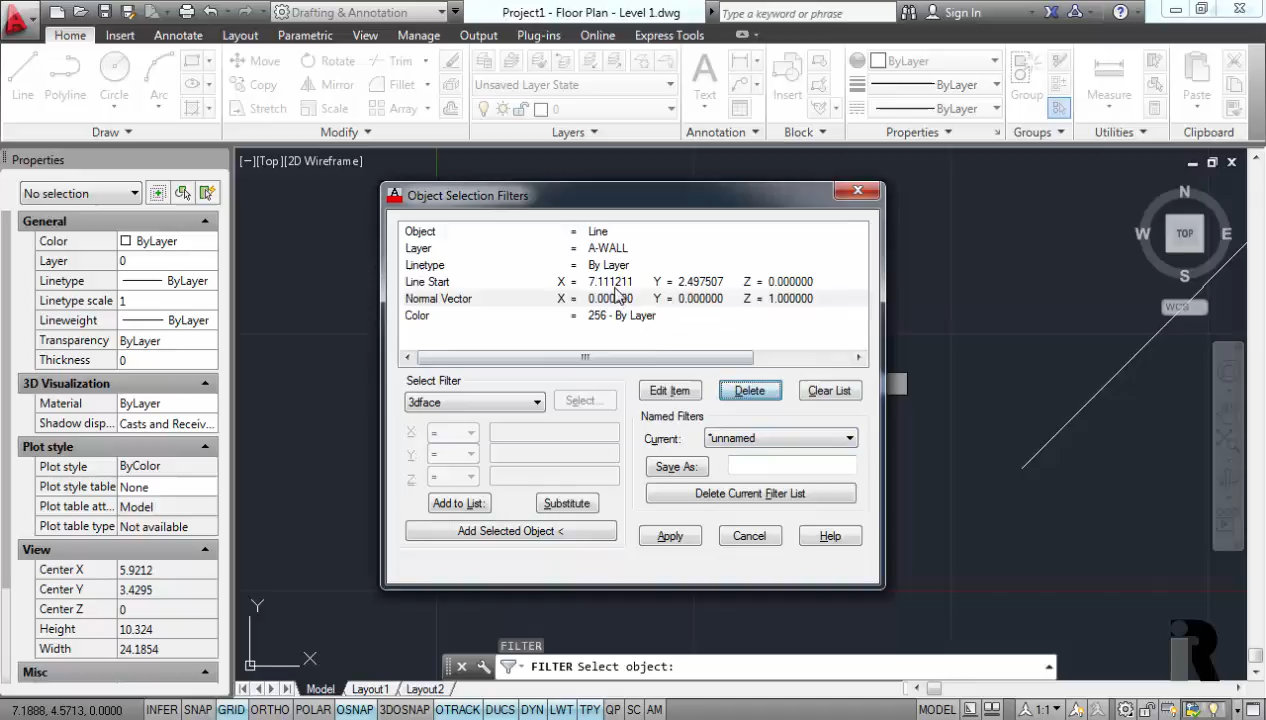 Drafting & Annotation
Project1 - Floor Plan - Level 1.dwg
Type a keyword or phrase
Sign In
Home Insert Annotate Layout Parametric View Manage Output Plug-ins Online Express Tools
Line Polyline Circle Arc
Move Rotate Trim
Copy Mirror Fillet
Stretch Scale Array
Unsaved Layer State
0
Text
Insert
ByLayer
ByLayer
ByLayer
Group
Measure
Paste
Draw Modify Layers Annotation Block Properties Groups Utilities Clipboard
Properties
No selection
General
Color ByLayer
Layer 0
Linetype ByLayer
Linetype scale 1
Lineweight ByLayer
Transparency ByLayer
Thickness 0
3D Visualization
Material ByLayer
Shadow disp... Casts and Receiv...
Plot style
Plot style ByColor
Plot style table None
Plot table att... Model
Plot table type Not available
View
Center X 5.9212
Center Y 3.4295
Center Z 0
Height 10.324
Width 24.1854
Misc
[−][Top][2D Wireframe]
N
W TOP E
S
WCS
Object Selection Filters
Object = Line
Layer = A-WALL
Linetype = By Layer
Line Start X = 7.111211 Y = 2.497507 Z = 0.000000
Normal Vector X = 0.000000 Y = 0.000000 Z = 1.000000
Color = 256 - By Layer
Select Filter
3dface
Select...
X =
Y =
Z =
Add to List:
Substitute
Add Selected Object <
Edit Item
Delete
Clear List
Named Filters
Current: *unnamed
Save As:
Delete Current Filter List
Apply
Cancel
Help
Y
X
FILTER
FILTER Select object:
iR
Model Layout1 Layout2
7.1888, 4.5713, 0.0000
INFER SNAP GRID ORTHO POLAR OSNAP 3DOSNAP OTRACK DUCS DYN LWT TPY QP SC AM
MODEL
1:1